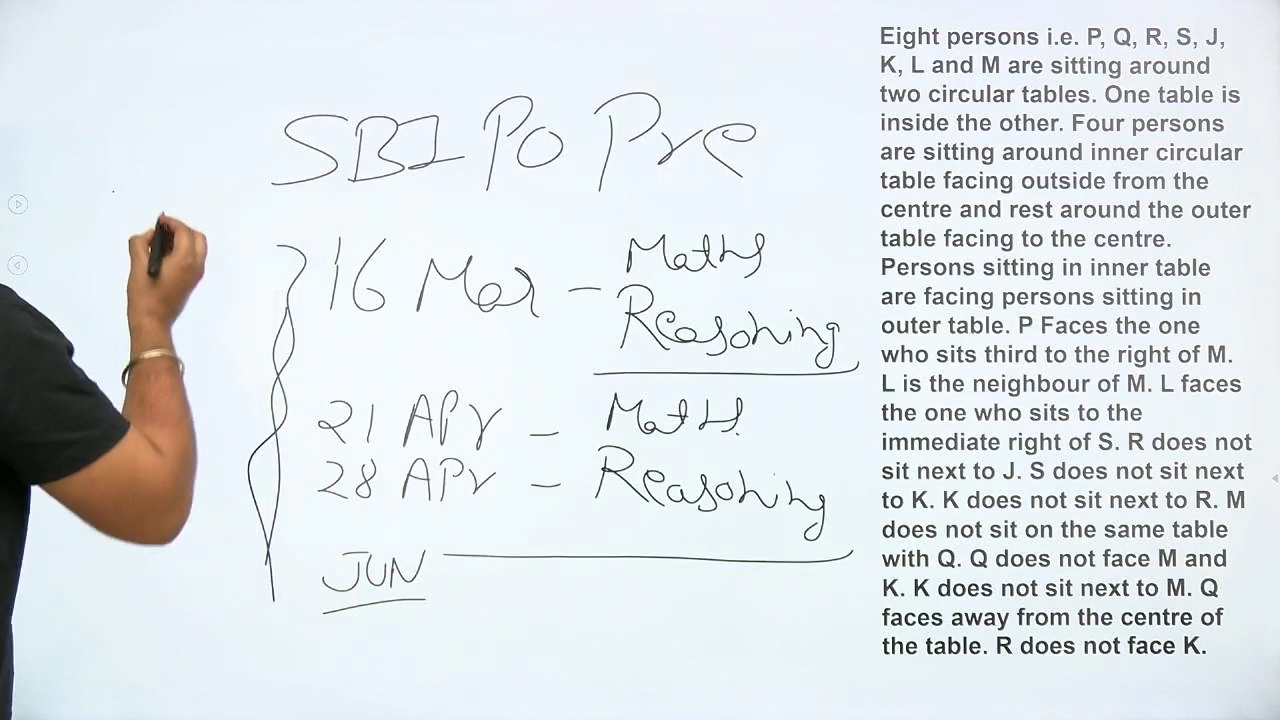 SBI PO Pre
16 Mar - Maths
Reasoning
21 APr - Math
28 APr - Reasoning
JUN
Eight persons i.e. P, Q, R, S, J,
K, L and M are sitting around
two circular tables. One table is
inside the other. Four persons
are sitting around inner circular
table facing outside from the
centre and rest around the outer
table facing to the centre.
Persons sitting in inner table
are facing persons sitting in
outer table. P Faces the one
who sits third to the right of M.
L is the neighbour of M. L faces
the one who sits to the
immediate right of S. R does not
sit next to J. S does not sit next
to K. K does not sit next to R. M
does not sit on the same table
with Q. Q does not face M and
K. K does not sit next to M. Q
faces away from the centre of
the table. R does not face K.